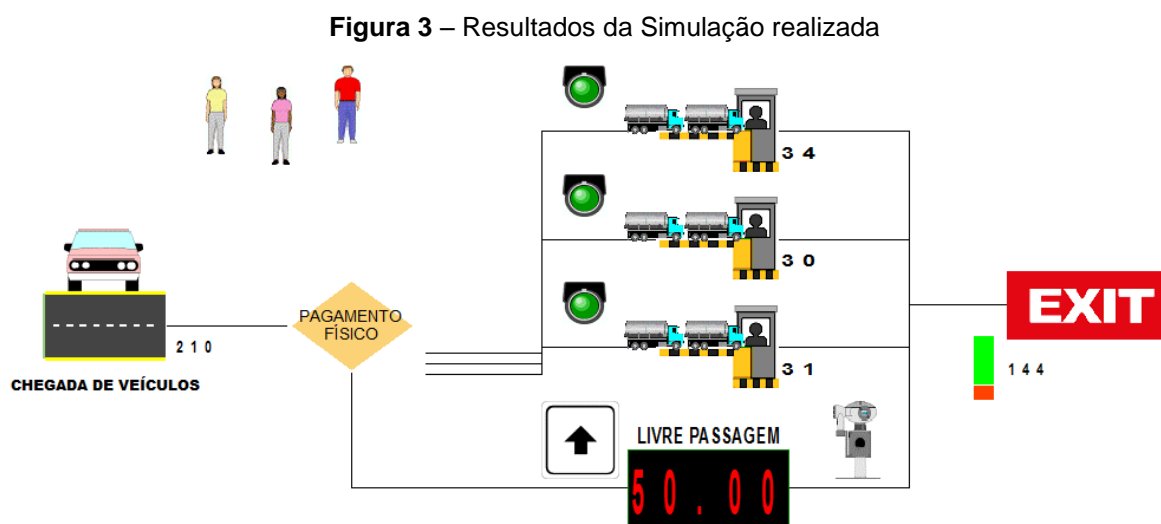 Figura 3 – Resultados da Simulação realizada
3 4
3 0
3 1
PAGAMENTO
FÍSICO
2 1 0
CHEGADA DE VEÍCULOS
EXIT
1 4 4
LIVRE PASSAGEM
5 0 . 0 0